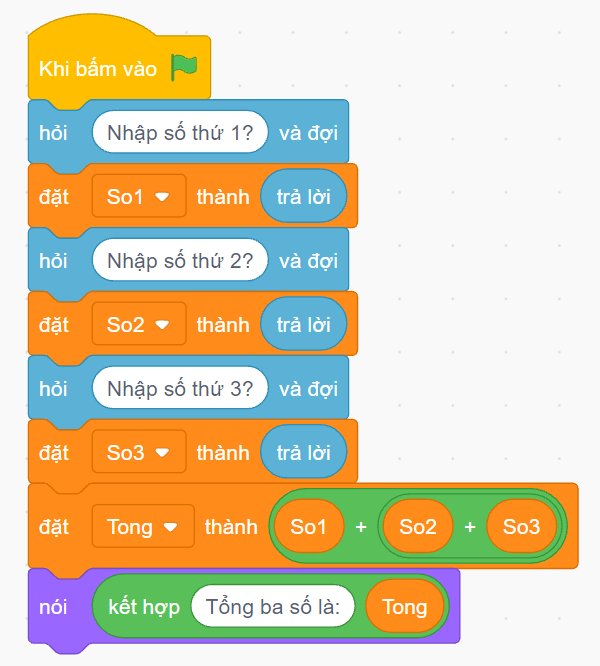 Khi bấm vào
hỏi Nhập số thứ 1? và đợi
đặt So1 thành trả lời
hỏi Nhập số thứ 2? và đợi
đặt So2 thành trả lời
hỏi Nhập số thứ 3? và đợi
đặt So3 thành trả lời
đặt Tong thành So1 + So2 + So3
nói kết hợp Tổng ba số là: Tong